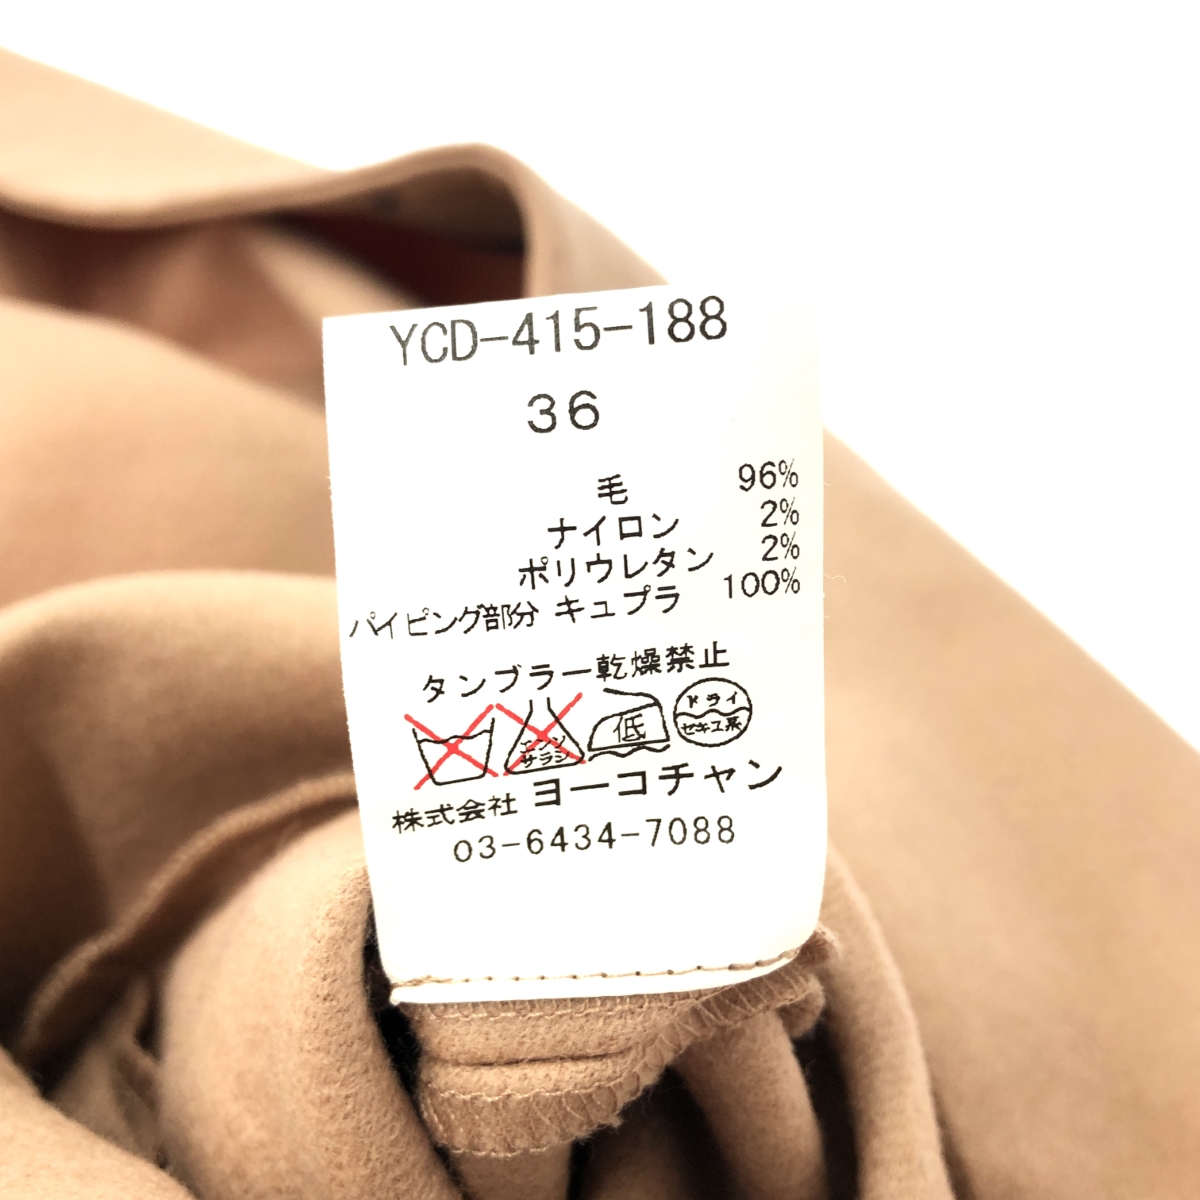 YCD-415-188
36
毛 96%
ナイロン 2%
ポリウレタン 2%
パイピング部分 キュプラ 100%
タンブラー乾燥禁止
エンソ サラシ 低 ドライ セキユ系
株式会社 ヨーコチャン
03-6434-7088